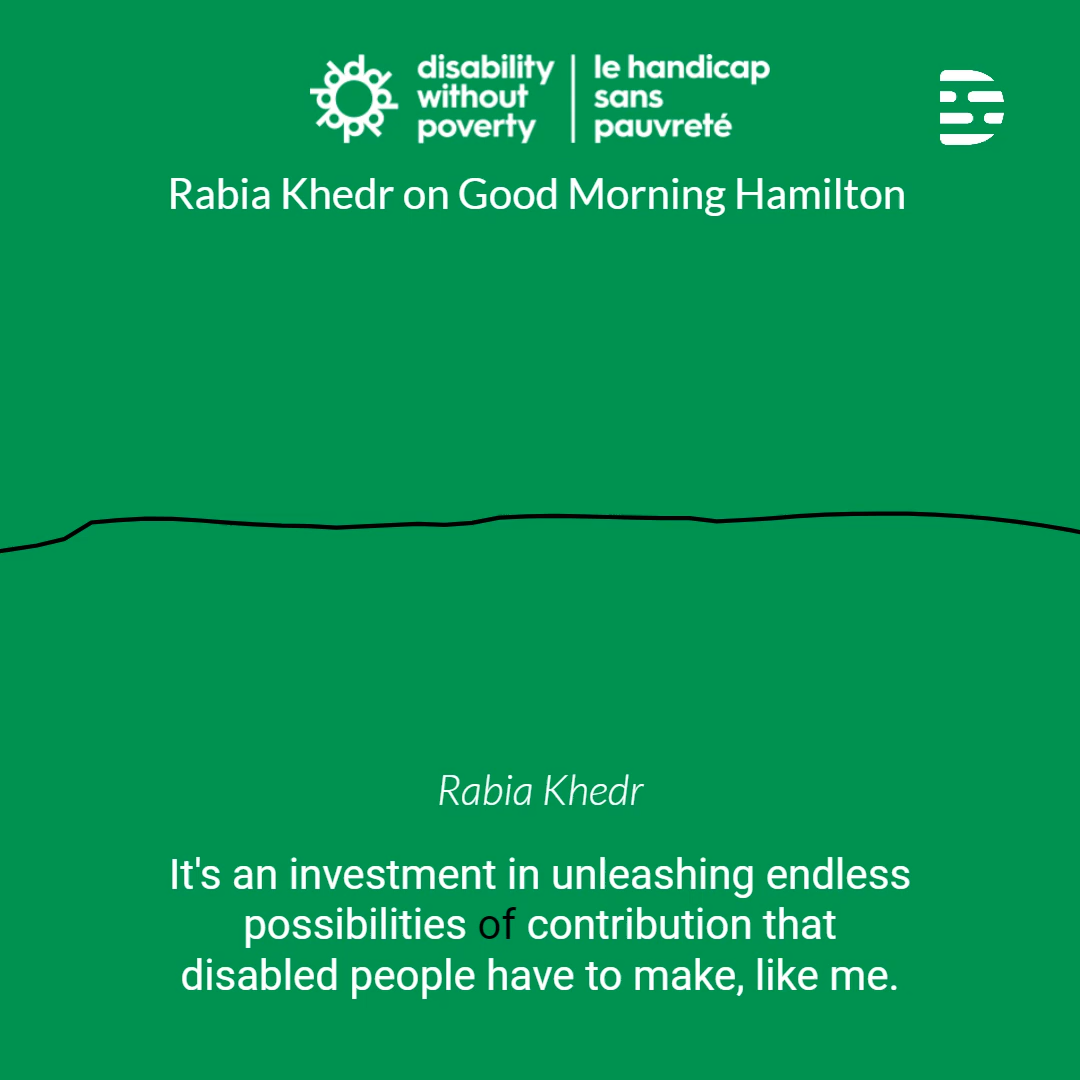 disability
without
poverty
le handicap
sans
pauvreté
Rabia Khedr on Good Morning Hamilton
Rabia Khedr
It's an investment in unleashing endless
possibilities of contribution that
disabled people have to make, like me.